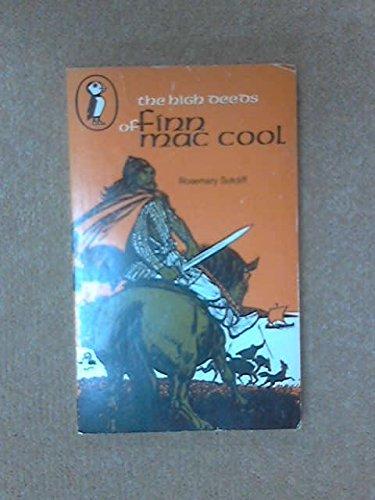 the high deeds
of finn
mac cool
Rosemary Sutcliff